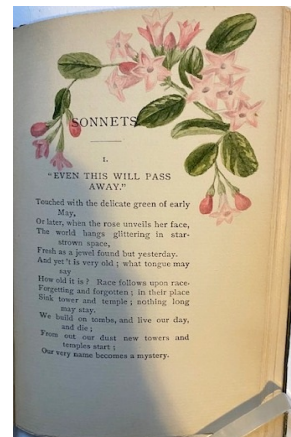 SONNETS
I.
"EVEN THIS WILL PASS
AWAY."
Touched with the delicate green of early
May,
Or later, when the rose unveils her face,
The world hangs glittering in star-
strown space,
Fresh as a jewel found but yesterday.
And yet 't is very old; what tongue may
say
How old it is? Race follows upon race,
Forgetting and forgotten; in their place
Sink tower and temple; nothing long
may stay.
We build on tombs, and live our day,
and die;
From out our dust new towers and
temples start;
Our very name becomes a mystery.